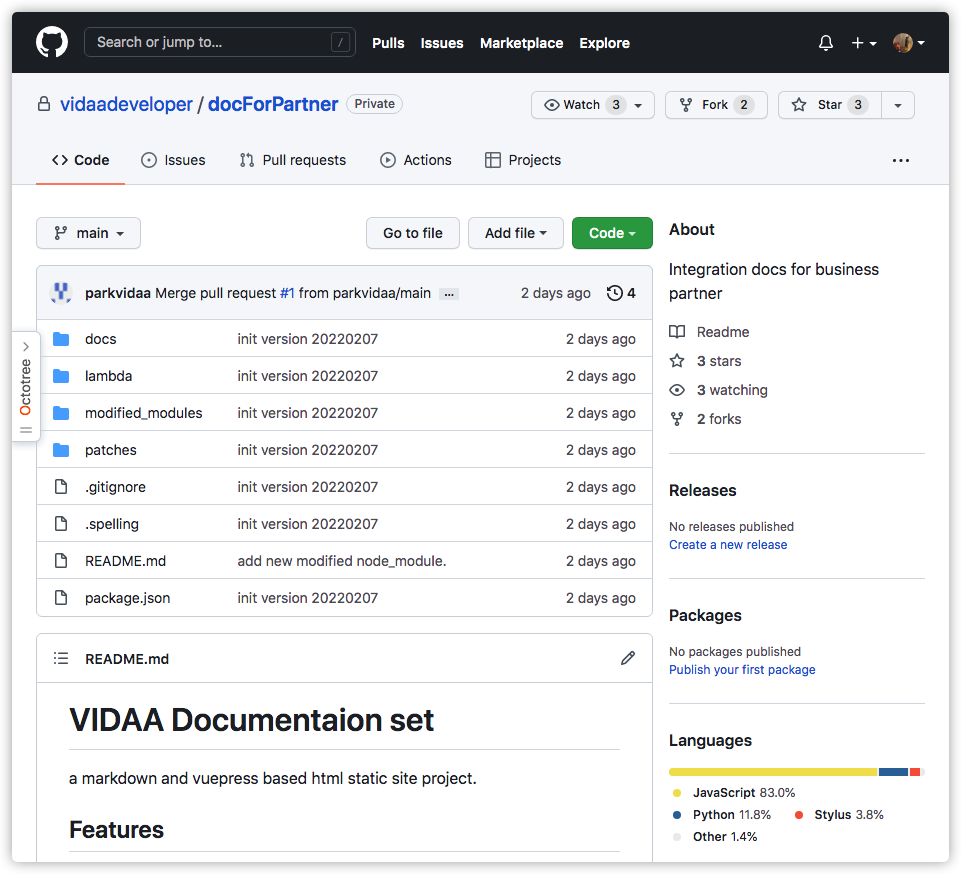 Search or jump to... /
Pulls Issues Marketplace Explore
vidaadeveloper / docForPartner Private
Watch 3 Fork 2 Star 3
Code Issues Pull requests Actions Projects
main Go to file Add file Code
parkvidaa Merge pull request #1 from parkvidaa/main ... 2 days ago 4
docs init version 20220207 2 days ago
lambda init version 20220207 2 days ago
modified_modules init version 20220207 2 days ago
patches init version 20220207 2 days ago
.gitignore init version 20220207 2 days ago
.spelling init version 20220207 2 days ago
README.md add new modified node_module. 2 days ago
package.json init version 20220207 2 days ago
Octotree
README.md
VIDAA Documentaion set
a markdown and vuepress based html static site project.
Features
About
Integration docs for business
partner
Readme
3 stars
3 watching
2 forks
Releases
No releases published
Create a new release
Packages
No packages published
Publish your first package
Languages
JavaScript 83.0%
Python 11.8% Stylus 3.8%
Other 1.4%